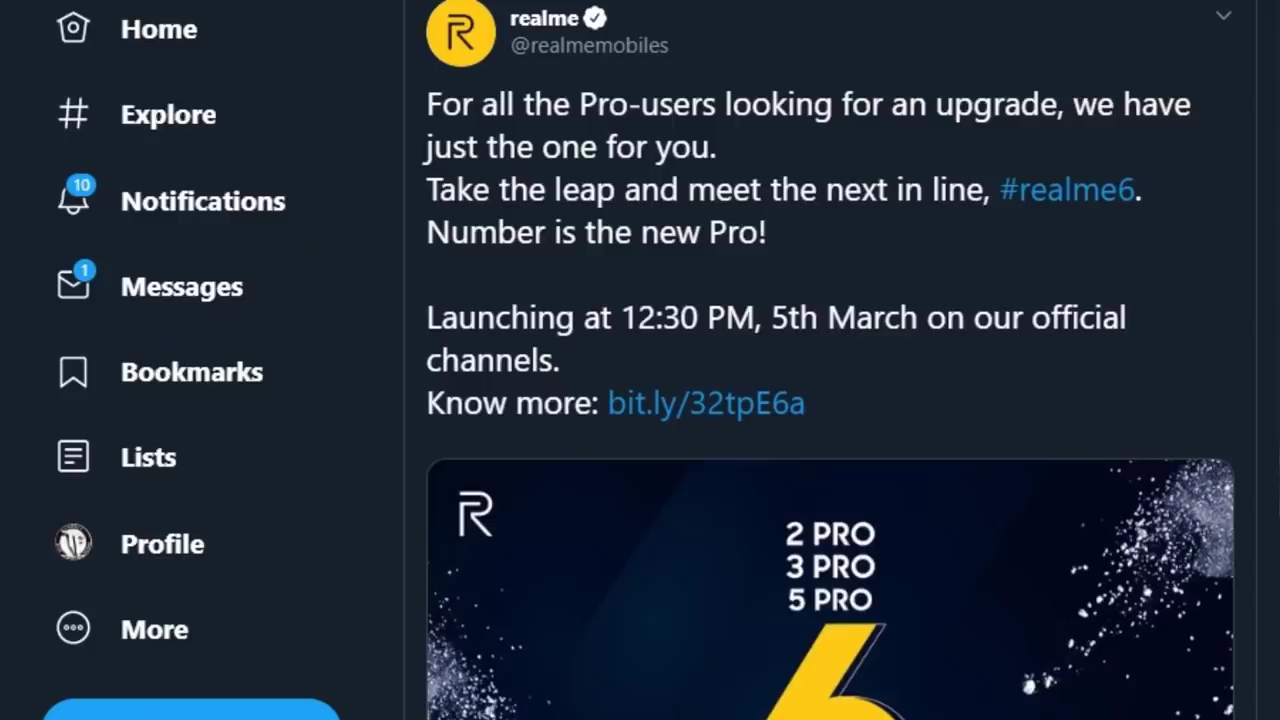 Home
Explore
10
Notifications
1
Messages
Bookmarks
Lists
Profile
More
realme
@realmemobiles
For all the Pro-users looking for an upgrade, we have
just the one for you.
Take the leap and meet the next in line, #realme6.
Number is the new Pro!
Launching at 12:30 PM, 5th March on our official
channels.
Know more: bit.ly/32tpE6a
R
2 PRO
3 PRO
5 PRO
6